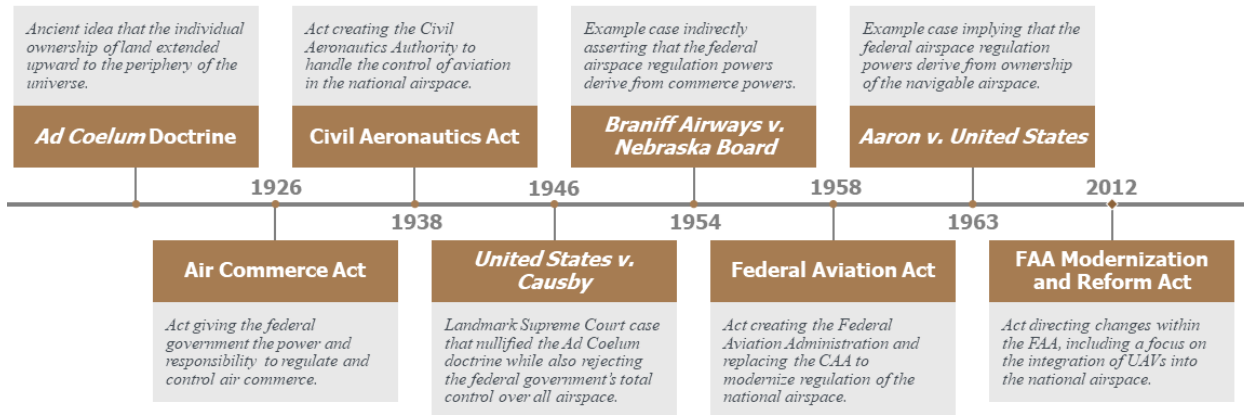 Ancient idea that the individual
ownership of land extended
upward to the periphery of the
universe.
Ad Coelum Doctrine
Act creating the Civil
Aeronautics Authority to
handle the control of aviation
in the national airspace.
Civil Aeronautics Act
Example case indirectly
asserting that the federal
airspace regulation powers
derive from commerce powers.
Braniff Airways v.
Nebraska Board
Example case implying that the
federal airspace regulation
powers derive from ownership
of the navigable airspace.
Aaron v. United States
1926
1946
1958
2012
1938
1954
1963
Air Commerce Act
Act giving the federal
government the power and
responsibility to regulate and
control air commerce.
United States v.
Causby
Landmark Supreme Court case
that nullified the Ad Coelum
doctrine while also rejecting
the federal government's total
control over all airspace.
Federal Aviation Act
Act creating the Federal
Aviation Administration and
replacing the CAA to
modernize regulation of the
national airspace.
FAA Modernization
and Reform Act
Act directing changes within
the FAA, including a focus on
the integration of UAVs into
the national airspace.